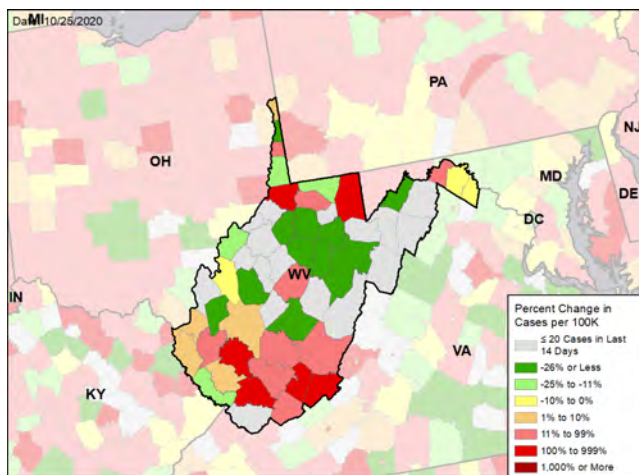 Date: 10/25/2020
MI
PA
OH
NJ
MD
DE
DC
WV
IN
VA
KY
Percent Change in
Cases per 100K
≤ 20 Cases in Last
14 Days
-26% or Less
-25% to -11%
-10% to 0%
1% to 10%
11% to 99%
100% to 999%
1,000% or More